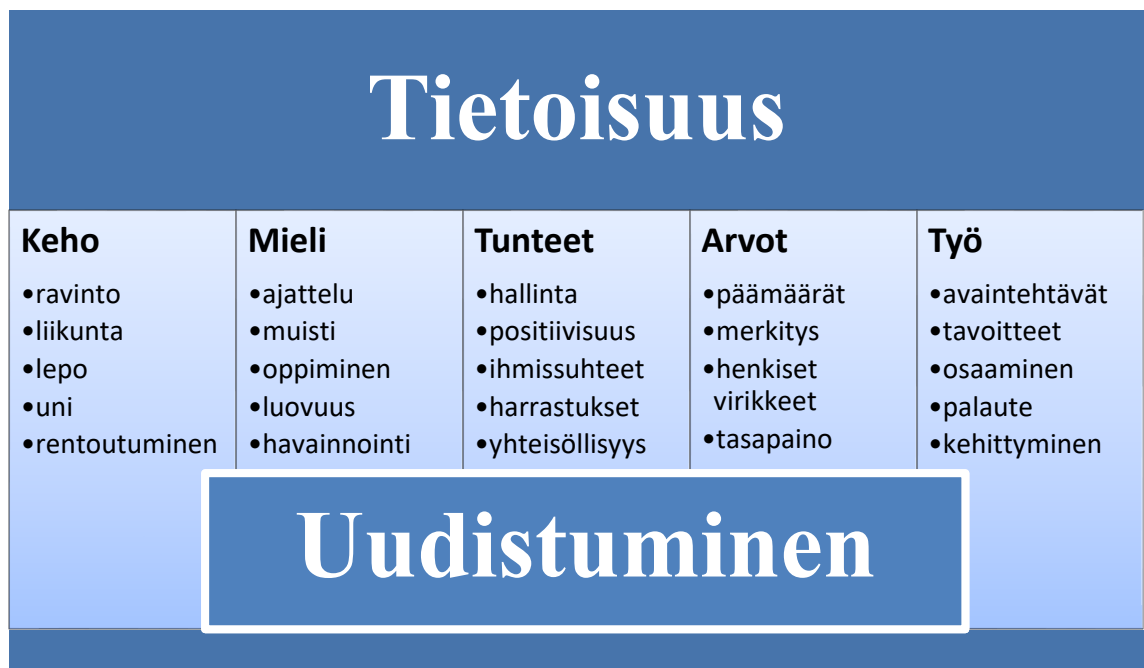 Tietoisuus
Keho
•ravinto
•liikunta
•lepo
•uni
•rentoutuminen
Mieli
•ajattelu
•muisti
•oppiminen
•luovuus
•havainnointi
Tunteet
•hallinta
•positiivisuus
•ihmissuhteet
•harrastukset
•yhteisöllisyys
Arvot
•päämäärät
•merkitys
•henkiset
virikkeet
•tasapaino
Työ
•avaintehtävät
•tavoitteet
•osaaminen
•palaute
•kehittyminen
Uudistuminen